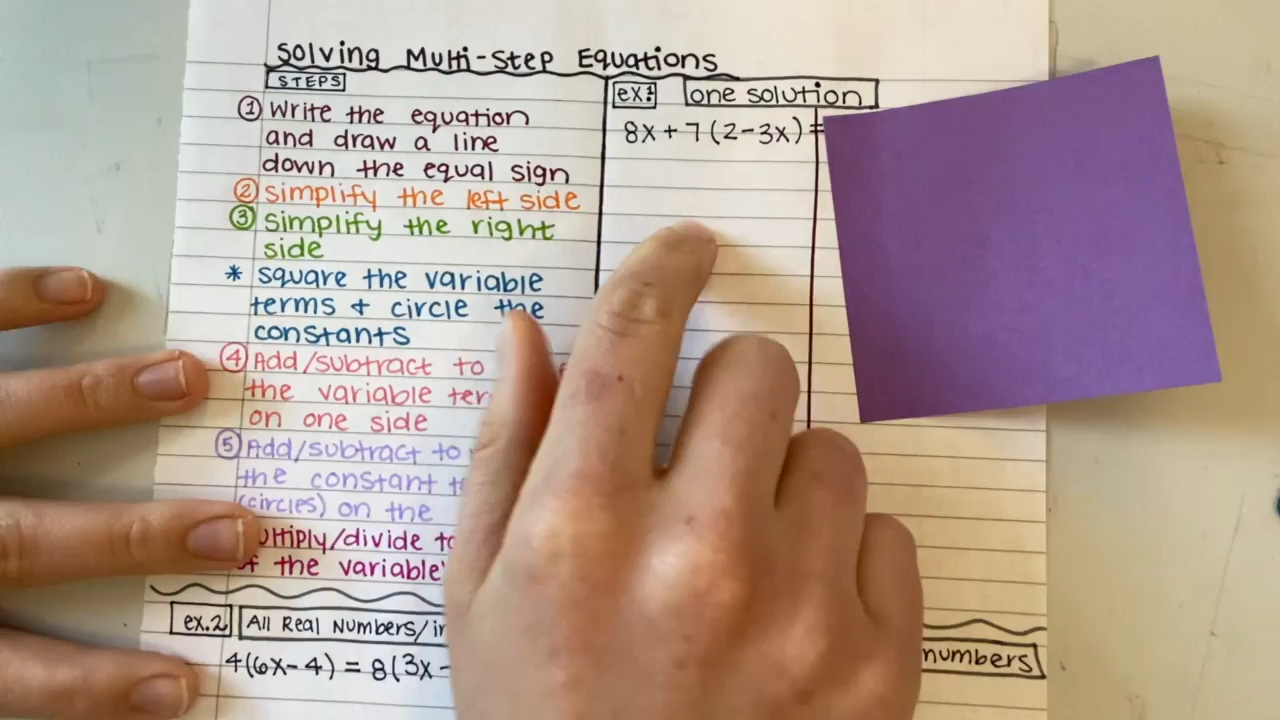 Solving Multi-Step Equations
STEPS
① Write the equation
and draw a line
down the equal sign
② simplify the left side
③ simplify the right
side
* square the variable
terms + circle the
constants
④ Add/subtract to
the variable
on one side
⑤ Add/subtract to
the constant
(circles) on the
/divide
the variable
ex.1 one solution
8x + 7(2-3x) =
ex.2 All Real Numbers/
4(6x-4) = 8(3x-
numbers